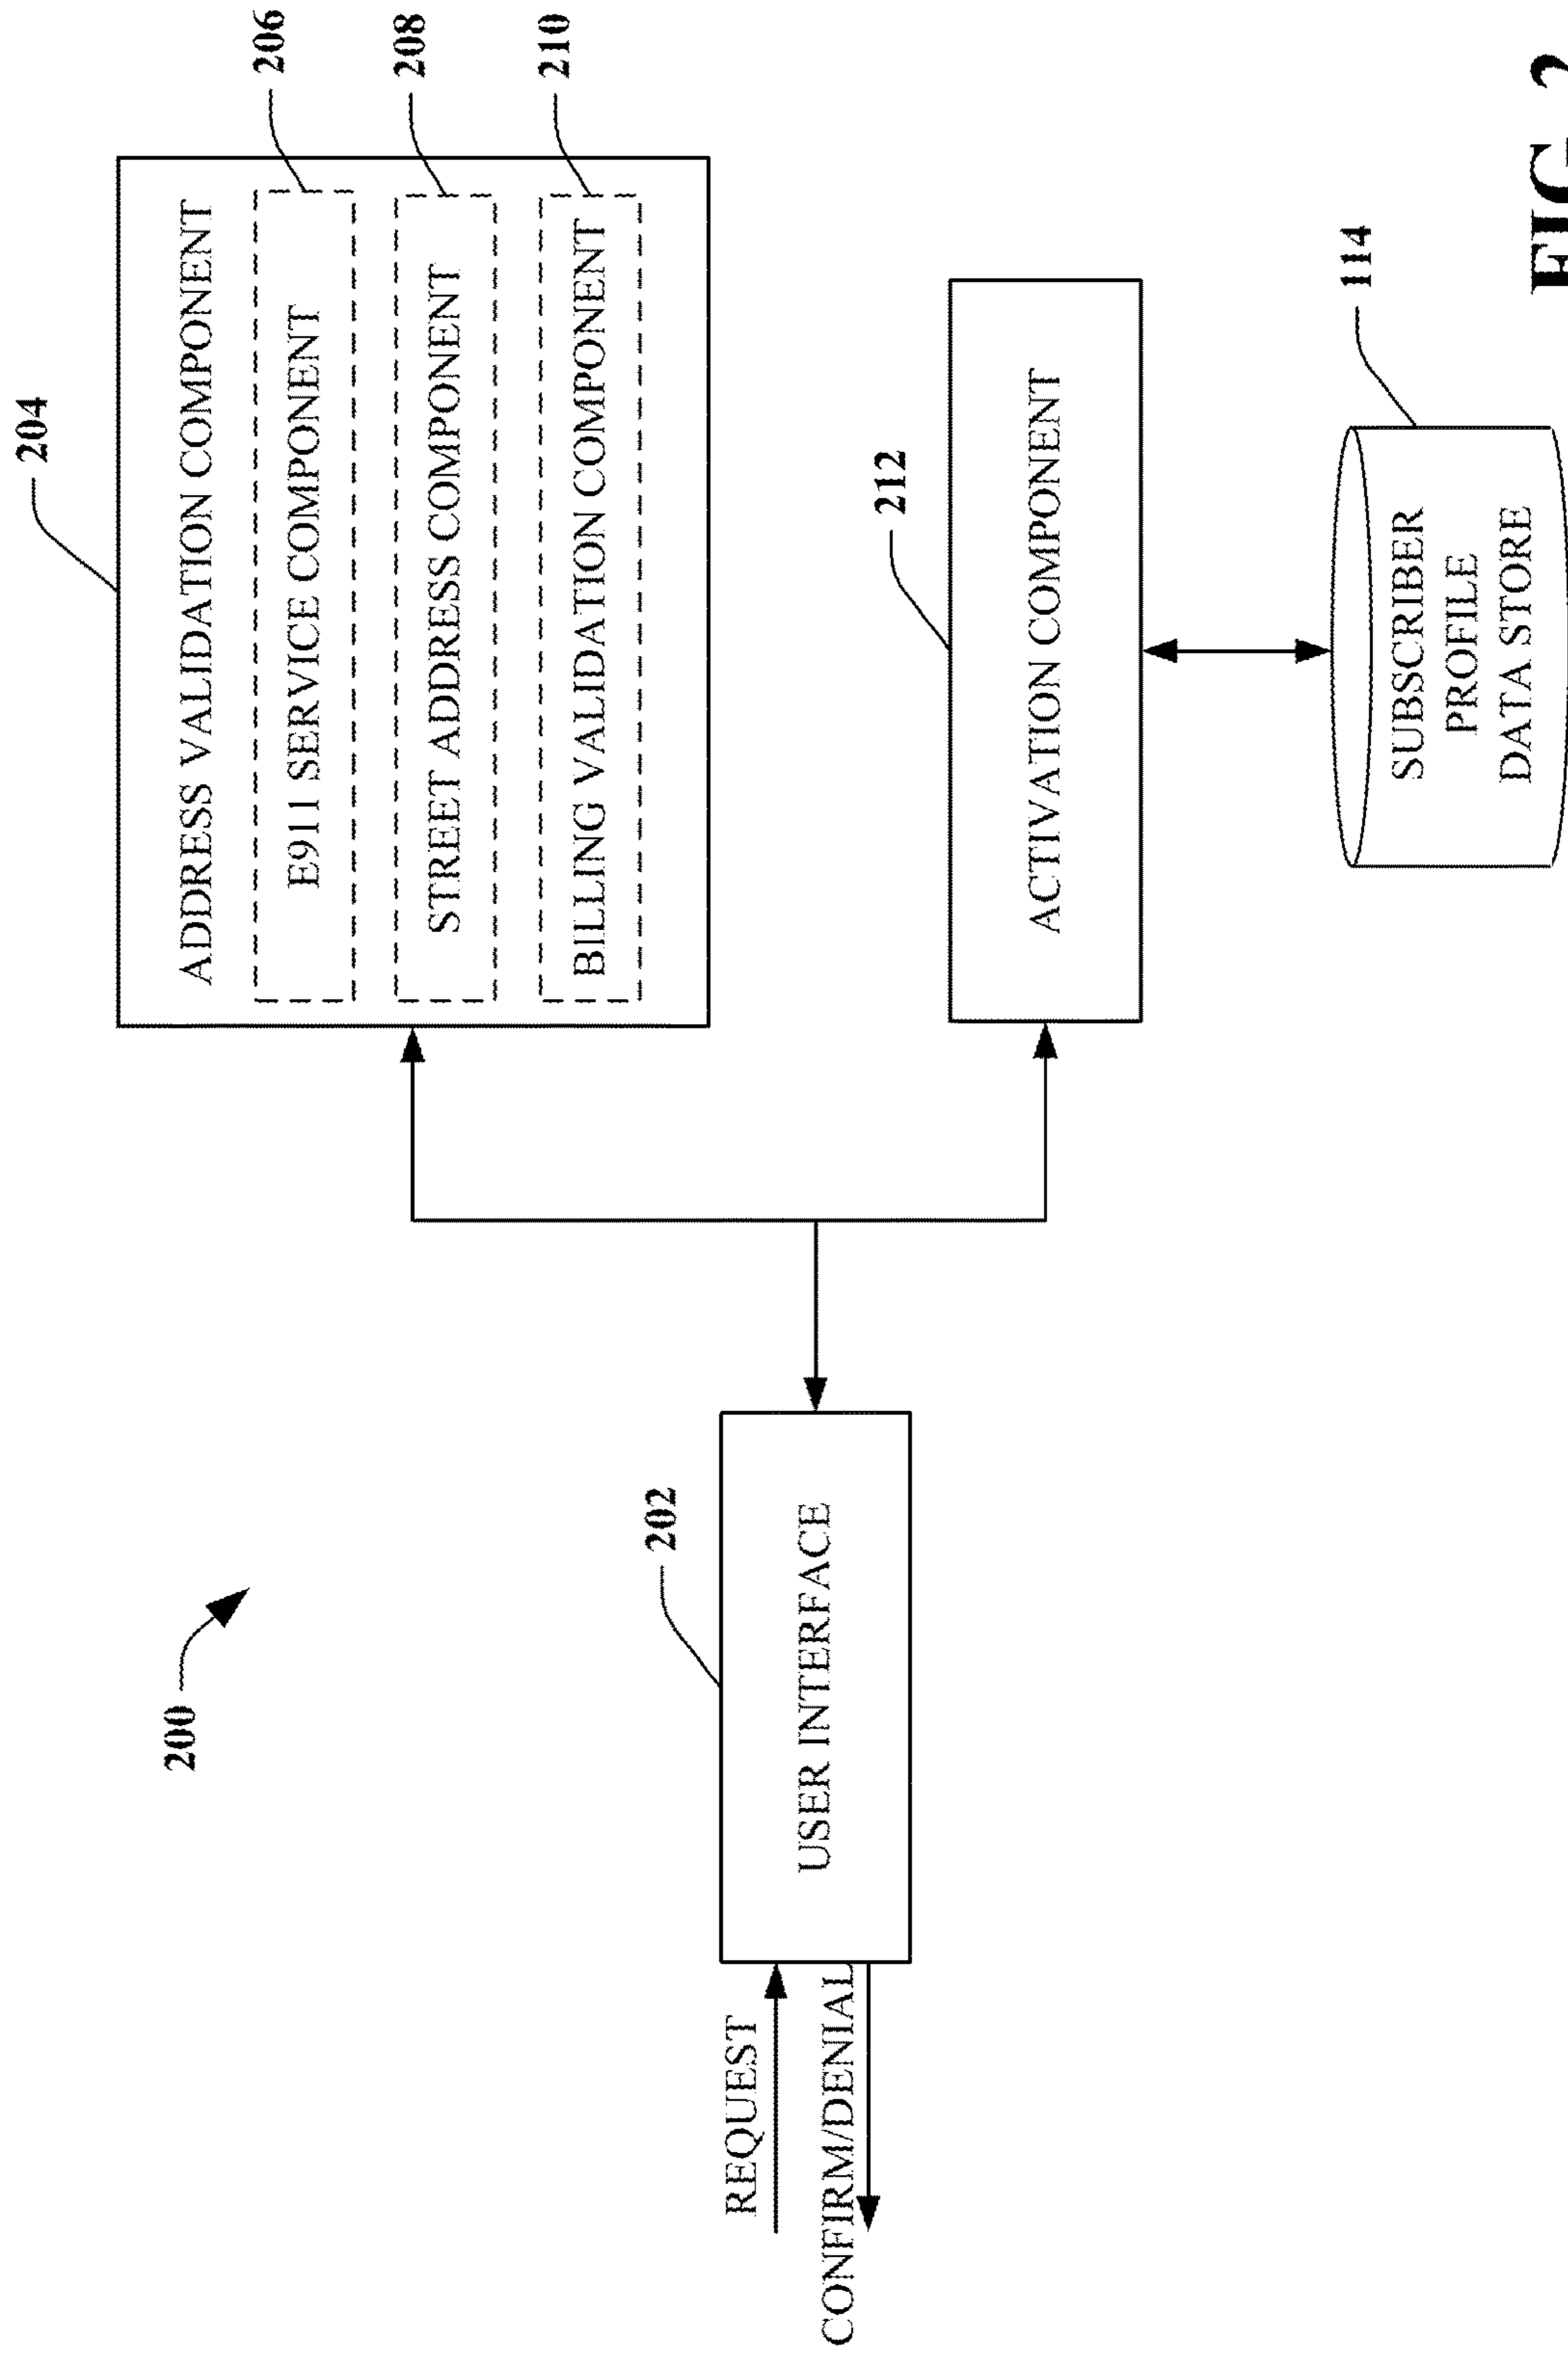 200
204
ADDRESS VALIDATION COMPONENT
206
E911 SERVICE COMPONENT
208
STREET ADDRESS COMPONENT
210
BILLING VALIDATION COMPONENT
202
USER INTERFACE
REQUEST
CONFIRM/DENIAL
212
ACTIVATION COMPONENT
114
SUBSCRIBER
PROFILE
DATA STORE
FIG. 2